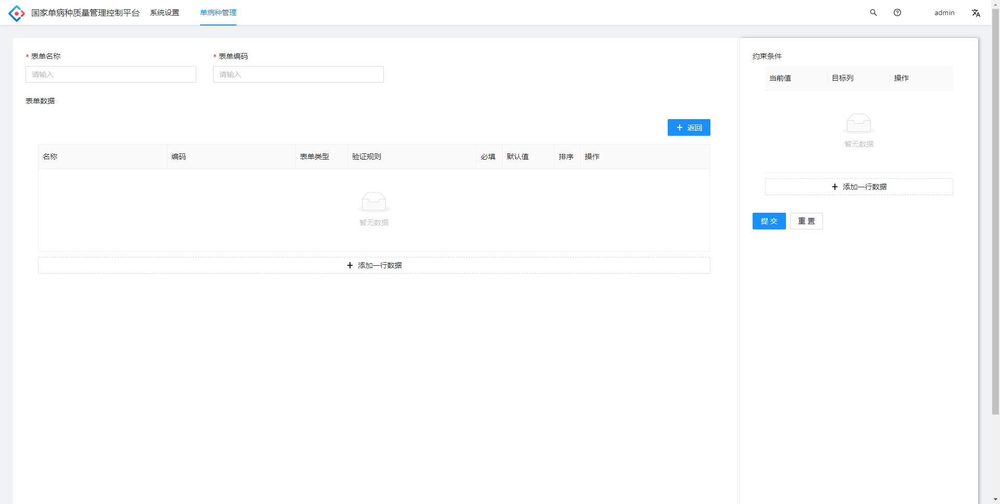 国家单病种质量管理控制平台 系统设置 单病种管理 admin
* 表单名称 * 表单编码
请输入 请输入
表单数据
返回
名称 编码 表单类型 验证规则 必填 默认值 排序 操作
暂无数据
添加一行数据
约束条件
当前值 目标列 操作
暂无数据
添加一行数据
提交 重置